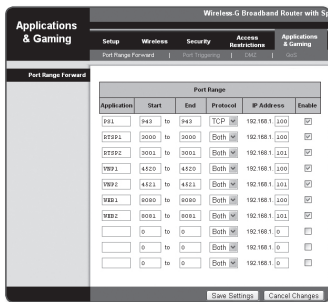 Wireless-G Broadband Router with Sp
Applications
& Gaming
Setup Wireless Security Access Restrictions Applications & Gaming
Port Range Forward | Port Triggering | DMZ | QoS
Port Range Forward
Port Range
Application Start End Protocol IP Address Enable
PS1 943 to 943 TCP 192.168.1. 100
RTSP1 3000 to 3000 Both 192.168.1. 100
RTSP2 3001 to 3001 Both 192.168.1. 101
VNP1 4520 to 4520 Both 192.168.1. 100
VNP2 4521 to 4521 Both 192.168.1. 101
WEB1 8080 to 8080 Both 192.168.1. 100
WEB2 8081 to 8081 Both 192.168.1. 101
0 to 0 Both 192.168.1. 0
0 to 0 Both 192.168.1. 0
0 to 0 Both 192.168.1. 0
Save Settings Cancel Changes